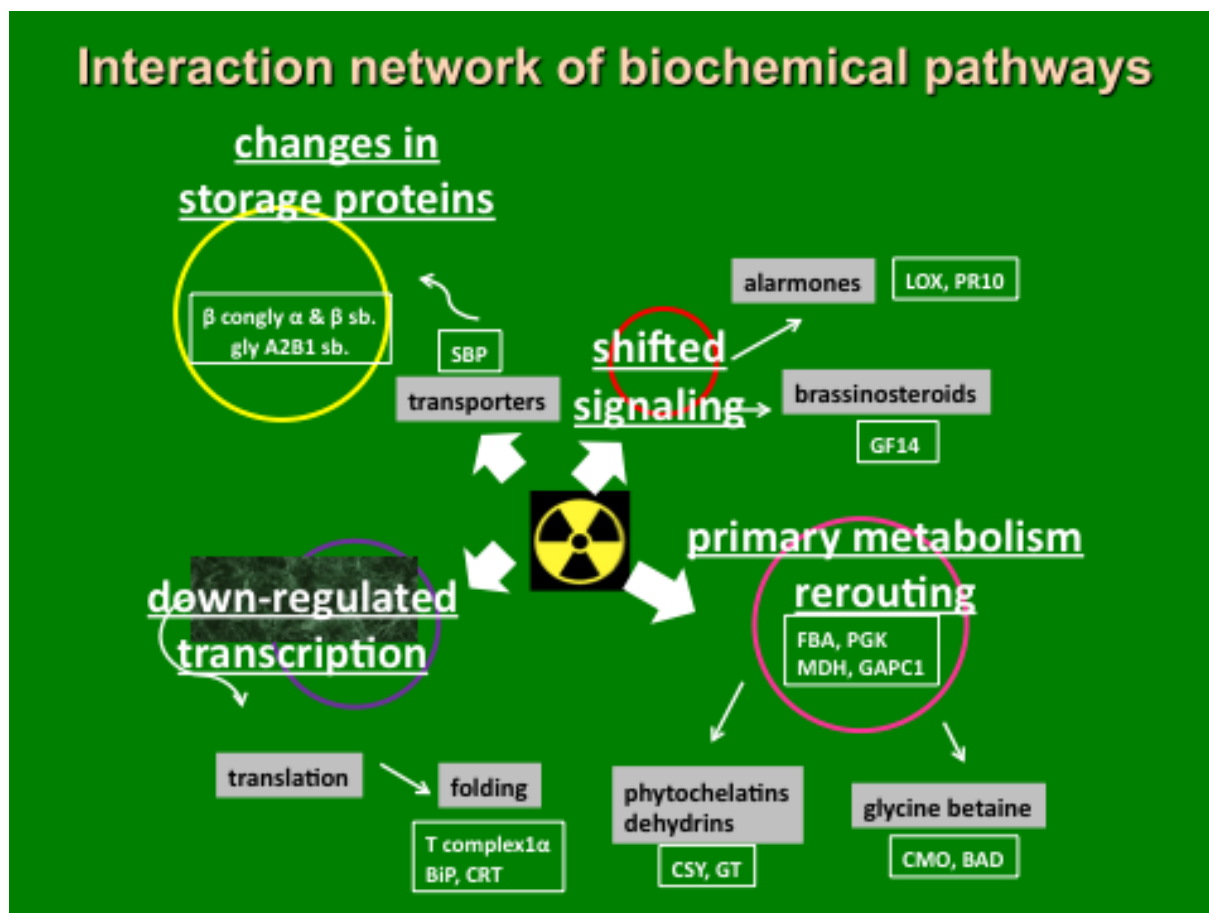 Interaction network of biochemical pathways
changes in
storage proteins
β congly α & β sb.
gly A2B1 sb.
SBP
transporters
shifted
signaling
alarmones
LOX, PR10
brassinosteroids
GF14
down-regulated
transcription
translation
folding
T complex1α
BiP, CRT
primary metabolism
rerouting
FBA, PGK
MDH, GAPC1
phytochelatins
dehydrins
CSY, GT
glycine betaine
CMO, BAD